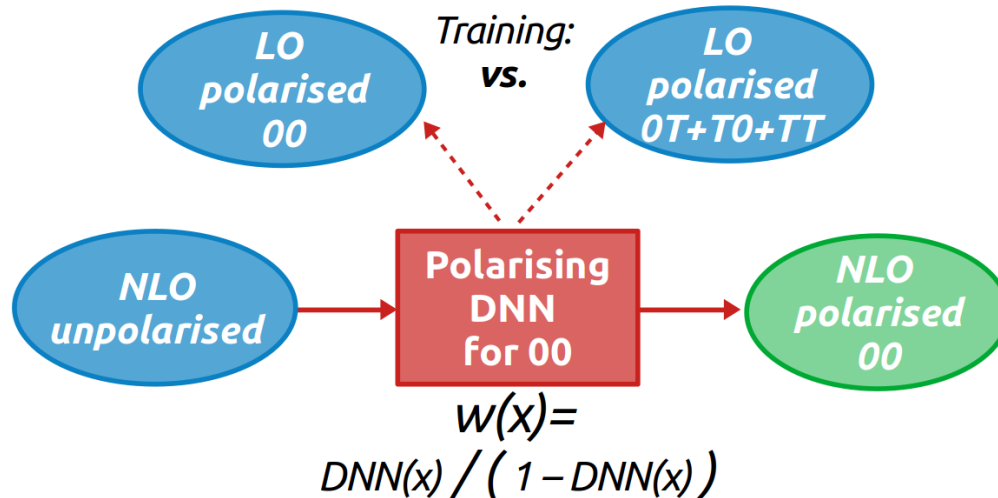 LO
polarised
00
Training:
vs.
LO
polarised
0T+T0+TT
NLO
unpolarised
Polarising
DNN
for 00
NLO
polarised
00
w(x)=
DNN(x) / ( 1 – DNN(x) )